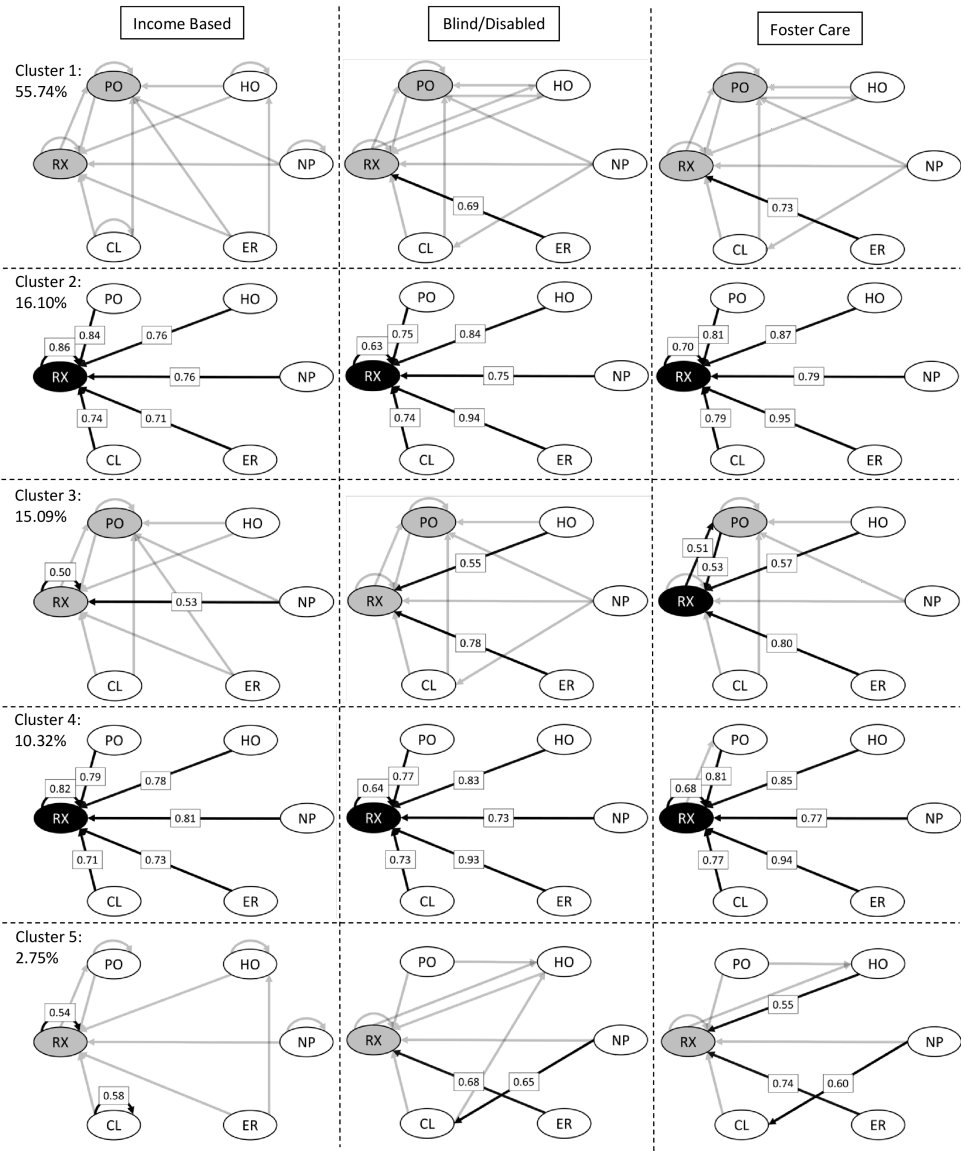 Income Based
Blind/Disabled
Foster Care
Cluster 1:
55.74%
PO
HO
RX
NP
CL
ER
PO
HO
RX
NP
0.69
CL
ER
PO
HO
RX
NP
0.73
CL
ER
Cluster 2:
16.10%
PO
HO
0.84
0.76
0.86
RX
0.76
NP
0.74
0.71
CL
ER
PO
HO
0.75
0.84
0.63
RX
0.75
NP
0.74
0.94
CL
ER
PO
HO
0.81
0.87
0.70
RX
0.79
NP
0.79
0.95
CL
ER
Cluster 3:
15.09%
PO
HO
0.50
RX
0.53
NP
CL
ER
PO
HO
0.55
RX
NP
0.78
CL
ER
PO
HO
0.51
0.53
0.57
RX
NP
0.80
CL
ER
Cluster 4:
10.32%
PO
HO
0.79
0.78
0.82
RX
0.81
NP
0.71
0.73
CL
ER
PO
HO
0.77
0.83
0.64
RX
0.73
NP
0.73
0.93
CL
ER
PO
HO
0.81
0.85
0.68
RX
0.77
NP
0.77
0.94
CL
ER
Cluster 5:
2.75%
PO
HO
0.54
RX
NP
0.58
CL
ER
PO
HO
RX
NP
0.68
0.65
CL
ER
PO
HO
0.55
RX
NP
0.74
0.60
CL
ER